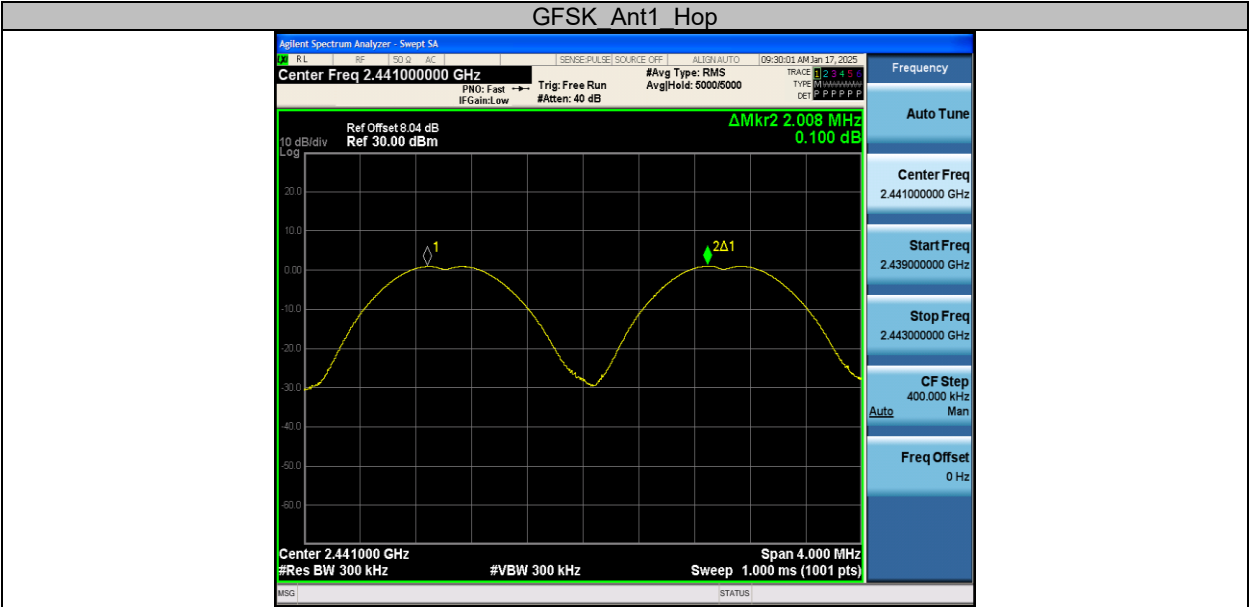 GFSK_Ant1_Hop
Agilent Spectrum Analyzer - Swept SA
RL RF 50 Ω AC SENSE:PULSE SOURCE OFF ALIGN AUTO 09:30:01 AM Jan 17, 2025
Center Freq 2.441000000 GHz
PNO: Fast
IFGain:Low
Trig: Free Run
#Atten: 40 dB
#Avg Type: RMS
Avg|Hold: 5000/5000
TRACE 1 2 3 4 5 6
TYPE M
DET P P P P P P
ΔMkr2 2.008 MHz
0.100 dB
Ref Offset 8.04 dB
10 dB/div Ref 30.00 dBm
Log
20.0
10.0
0.00
-10.0
-20.0
-30.0
-40.0
-50.0
-60.0
1
2Δ1
Center 2.441000 GHz Span 4.000 MHz
#Res BW 300 kHz #VBW 300 kHz Sweep 1.000 ms (1001 pts)
MSG STATUS
Frequency
Auto Tune
Center Freq
2.441000000 GHz
Start Freq
2.439000000 GHz
Stop Freq
2.443000000 GHz
CF Step
400.000 kHz
Auto Man
Freq Offset
0 Hz